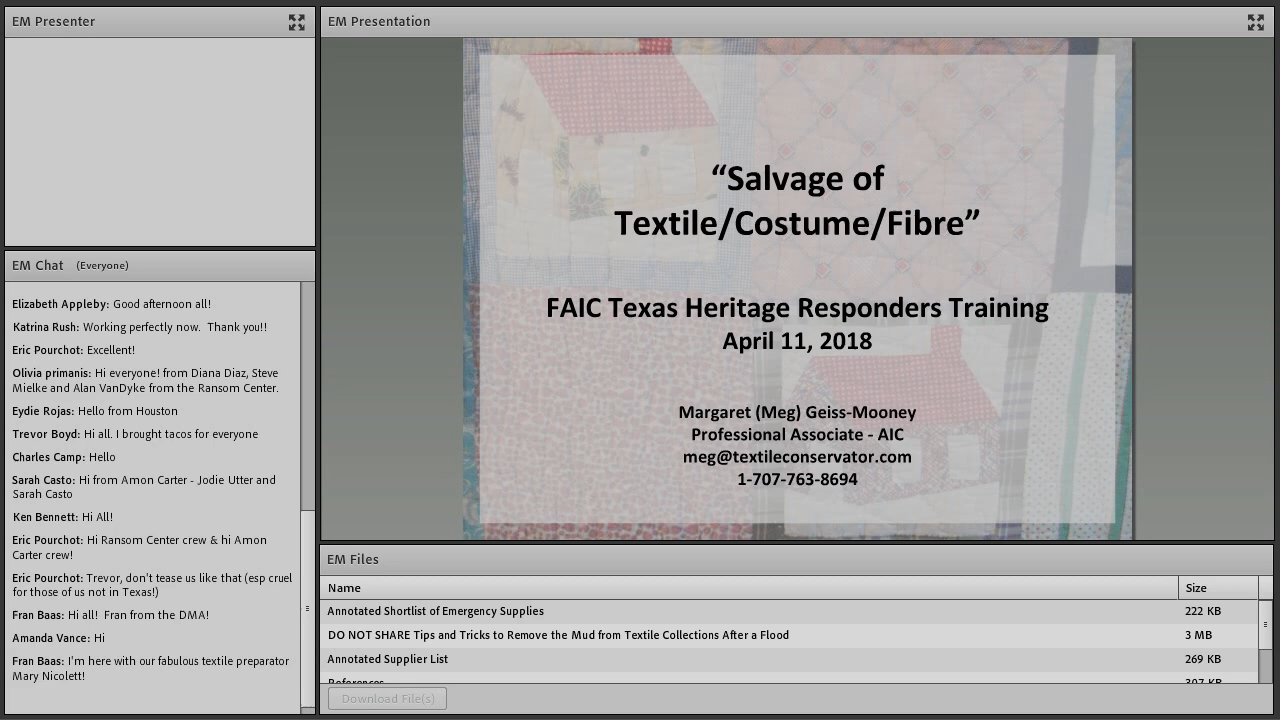 EM Presenter
EM Chat (Everyone)
Elizabeth Appleby: Good afternoon all!
Katrina Rush: Working perfectly now.  Thank you!!
Eric Pourchot: Excellent!
Olivia primanis: Hi everyone! from Diana Diaz, Steve
Mielke and Alan VanDyke from the Ransom Center.
Eydie Rojas: Hello from Houston
Trevor Boyd: Hi all. I brought tacos for everyone
Charles Camp: Hello
Sarah Casto: Hi from Amon Carter - Jodie Utter and
Sarah Casto
Ken Bennett: Hi All!
Eric Pourchot: Hi Ransom Center crew & hi Amon
Carter crew!
Eric Pourchot: Trevor, don't tease us like that (esp cruel
for those of us not in Texas!)
Fran Baas: Hi all!  Fran from the DMA!
Amanda Vance: Hi
Fran Baas: I'm here with our fabulous textile preparator
Mary Nicolett!
EM Presentation
“Salvage of
Textile/Costume/Fibre”
FAIC Texas Heritage Responders Training
April 11, 2018
Margaret (Meg) Geiss-Mooney
Professional Associate - AIC
meg@textileconservator.com
1-707-763-8694
EM Files
Name Size
Annotated Shortlist of Emergency Supplies 222 KB
DO NOT SHARE Tips and Tricks to Remove the Mud from Textile Collections After a Flood 3 MB
Annotated Supplier List 269 KB
References 307 KB
Download File(s)